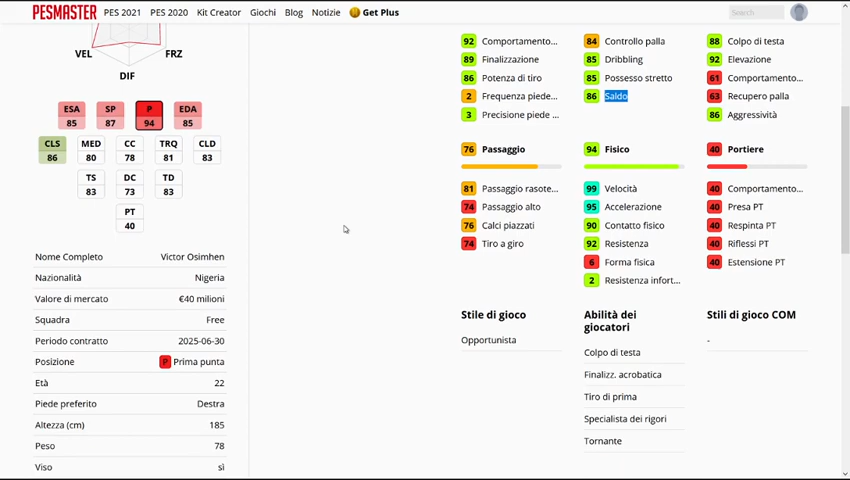 PESMASTER PES 2021 PES 2020 Kit Creator Giochi Blog Notizie Get Plus Search
VEL FRZ
DIF
ESA SP P EDA
85 87 94 85
CLS MED CC TRQ CLD
86 80 78 81 83
TS DC TD
83 73 83
PT
40
Nome Completo Victor Osimhen
Nazionalità Nigeria
Valore di mercato €40 milioni
Squadra Free
Periodo contratto 2025-06-30
Posizione P Prima punta
Età 22
Piede preferito Destra
Altezza (cm) 185
Peso 78
Viso sì
92 Comportamento...
89 Finalizzazione
86 Potenza di tiro
2 Frequenza piede...
3 Precisione piede ...
84 Controllo palla
85 Dribbling
85 Possesso stretto
86 Saldo
88 Colpo di testa
92 Elevazione
61 Comportamento...
63 Recupero palla
86 Aggressività
76 Passaggio
81 Passaggio rasote...
74 Passaggio alto
76 Calci piazzati
74 Tiro a giro
94 Fisico
99 Velocità
95 Accelerazione
90 Contatto fisico
92 Resistenza
6 Forma fisica
2 Resistenza infort...
40 Portiere
40 Comportamento...
40 Presa PT
40 Respinta PT
40 Riflessi PT
40 Estensione PT
Stile di gioco
Opportunista
Abilità dei
giocatori
Colpo di testa
Finalizz. acrobatica
Tiro di prima
Specialista dei rigori
Tornante
Stili di gioco COM
-